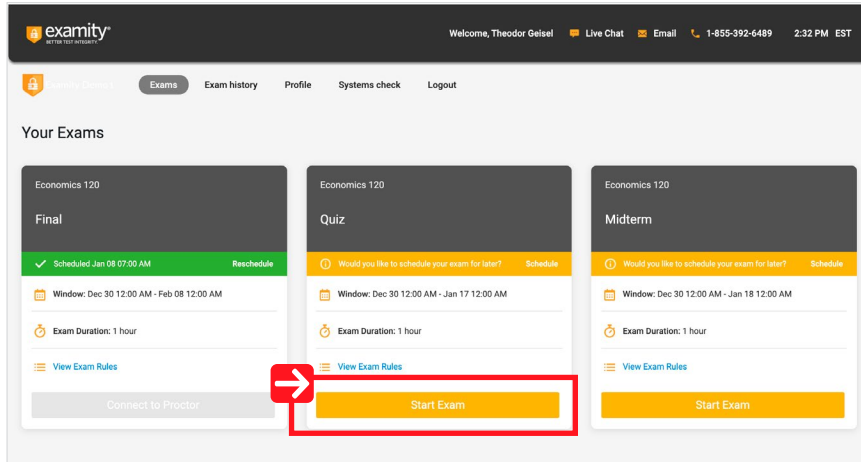 examity®
BETTER TEST INTEGRITY
Welcome, Theodor Geisel Live Chat Email 1-855-392-6489 2:32 PM EST
Exams Exam history Profile Systems check Logout
Your Exams
Economics 120
Final
Scheduled Jan 08 07:00 AM Reschedule
Window: Dec 30 12:00 AM - Feb 08 12:00 AM
Exam Duration: 1 hour
View Exam Rules
Connect to Proctor
Economics 120
Quiz
Would you like to schedule your exam for later? Schedule
Window: Dec 30 12:00 AM - Jan 17 12:00 AM
Exam Duration: 1 hour
View Exam Rules
Start Exam
Economics 120
Midterm
Would you like to schedule your exam for later? Schedule
Window: Dec 30 12:00 AM - Jan 18 12:00 AM
Exam Duration: 1 hour
View Exam Rules
Start Exam